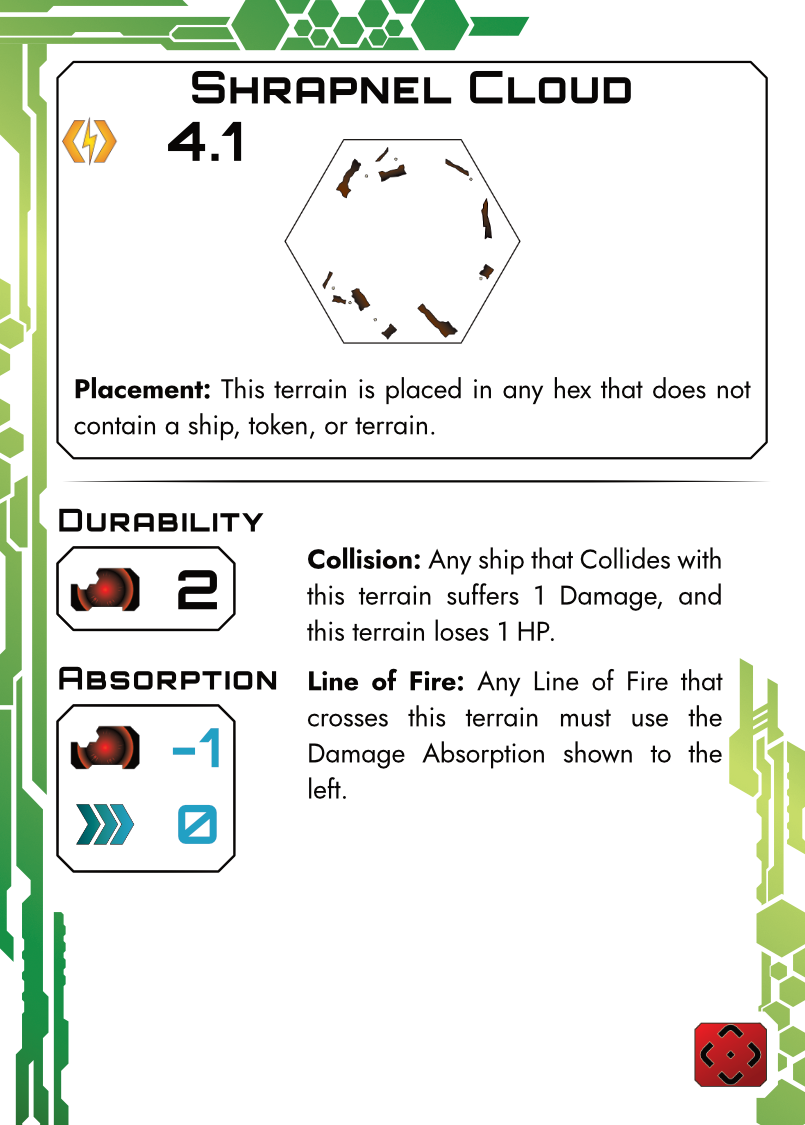 Shrapnel Cloud
4.1
Placement: This terrain is placed in any hex that does not
contain a ship, token, or terrain.
Durability
2
Collision: Any ship that Collides with
this terrain suffers 1 Damage, and
this terrain loses 1 HP.
Absorption
-1
0
Line of Fire: Any Line of Fire that
crosses this terrain must use the
Damage Absorption shown to the
left.